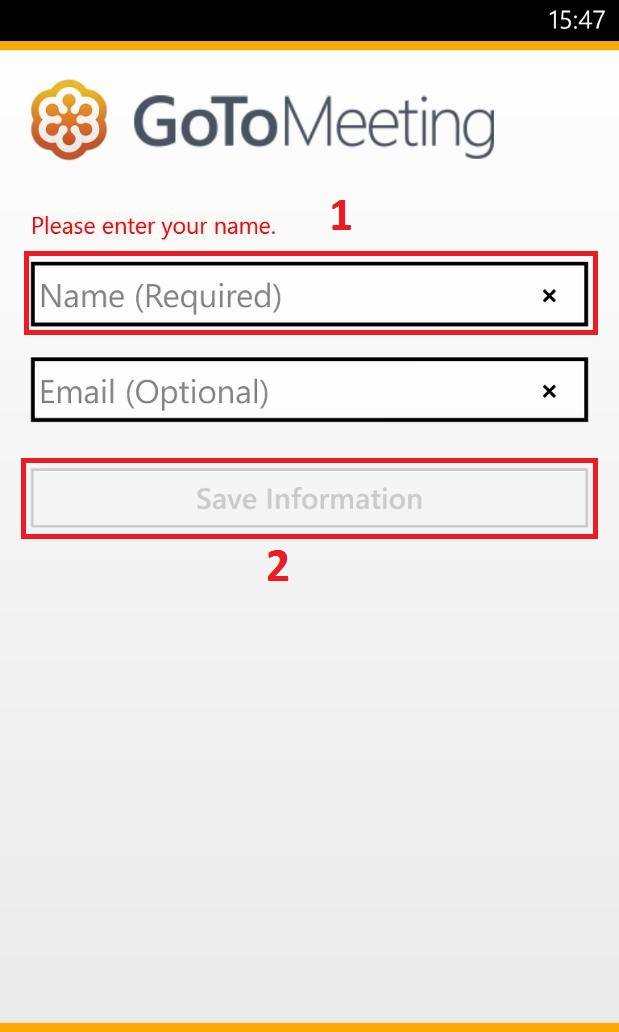 15:47
GoToMeeting
Please enter your name.
1
Name (Required) ×
Email (Optional) ×
Save Information
2